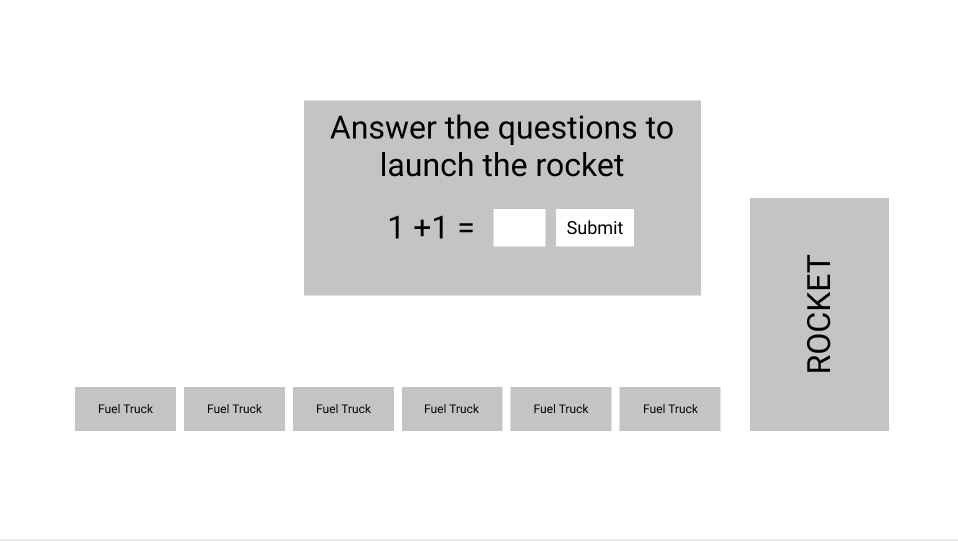 Answer the questions to
launch the rocket
1 +1 =
Submit
ROCKET
Fuel Truck
Fuel Truck
Fuel Truck
Fuel Truck
Fuel Truck
Fuel Truck